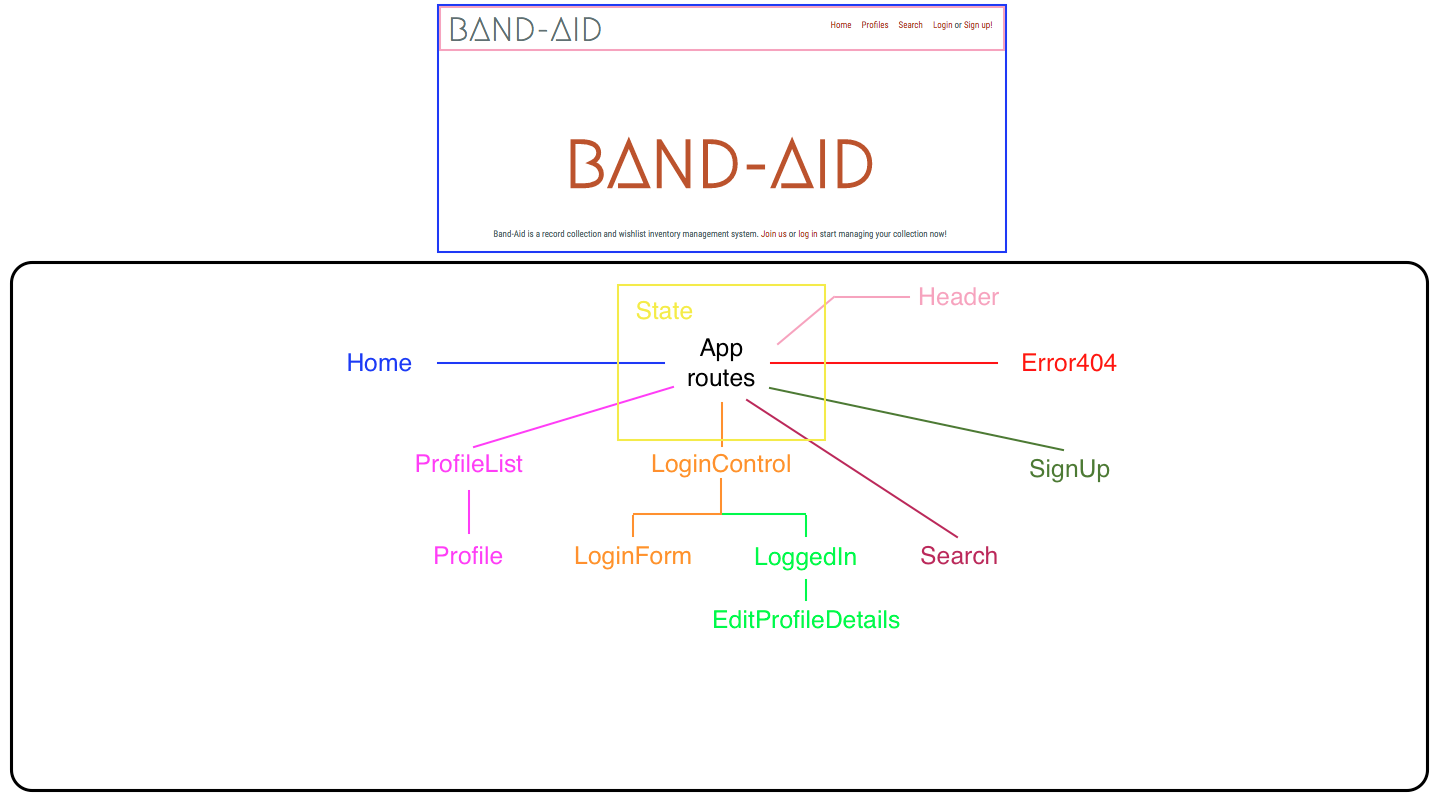 BAND-AID
Home Profiles Search Login or Sign up!
BAND-AID
Band-Aid is a record collection and wishlist inventory management system. Join us or log in start managing your collection now!
Header
State
App
routes
Home
Error404
ProfileList
LoginControl
SignUp
Profile
LoginForm
LoggedIn
Search
EditProfileDetails